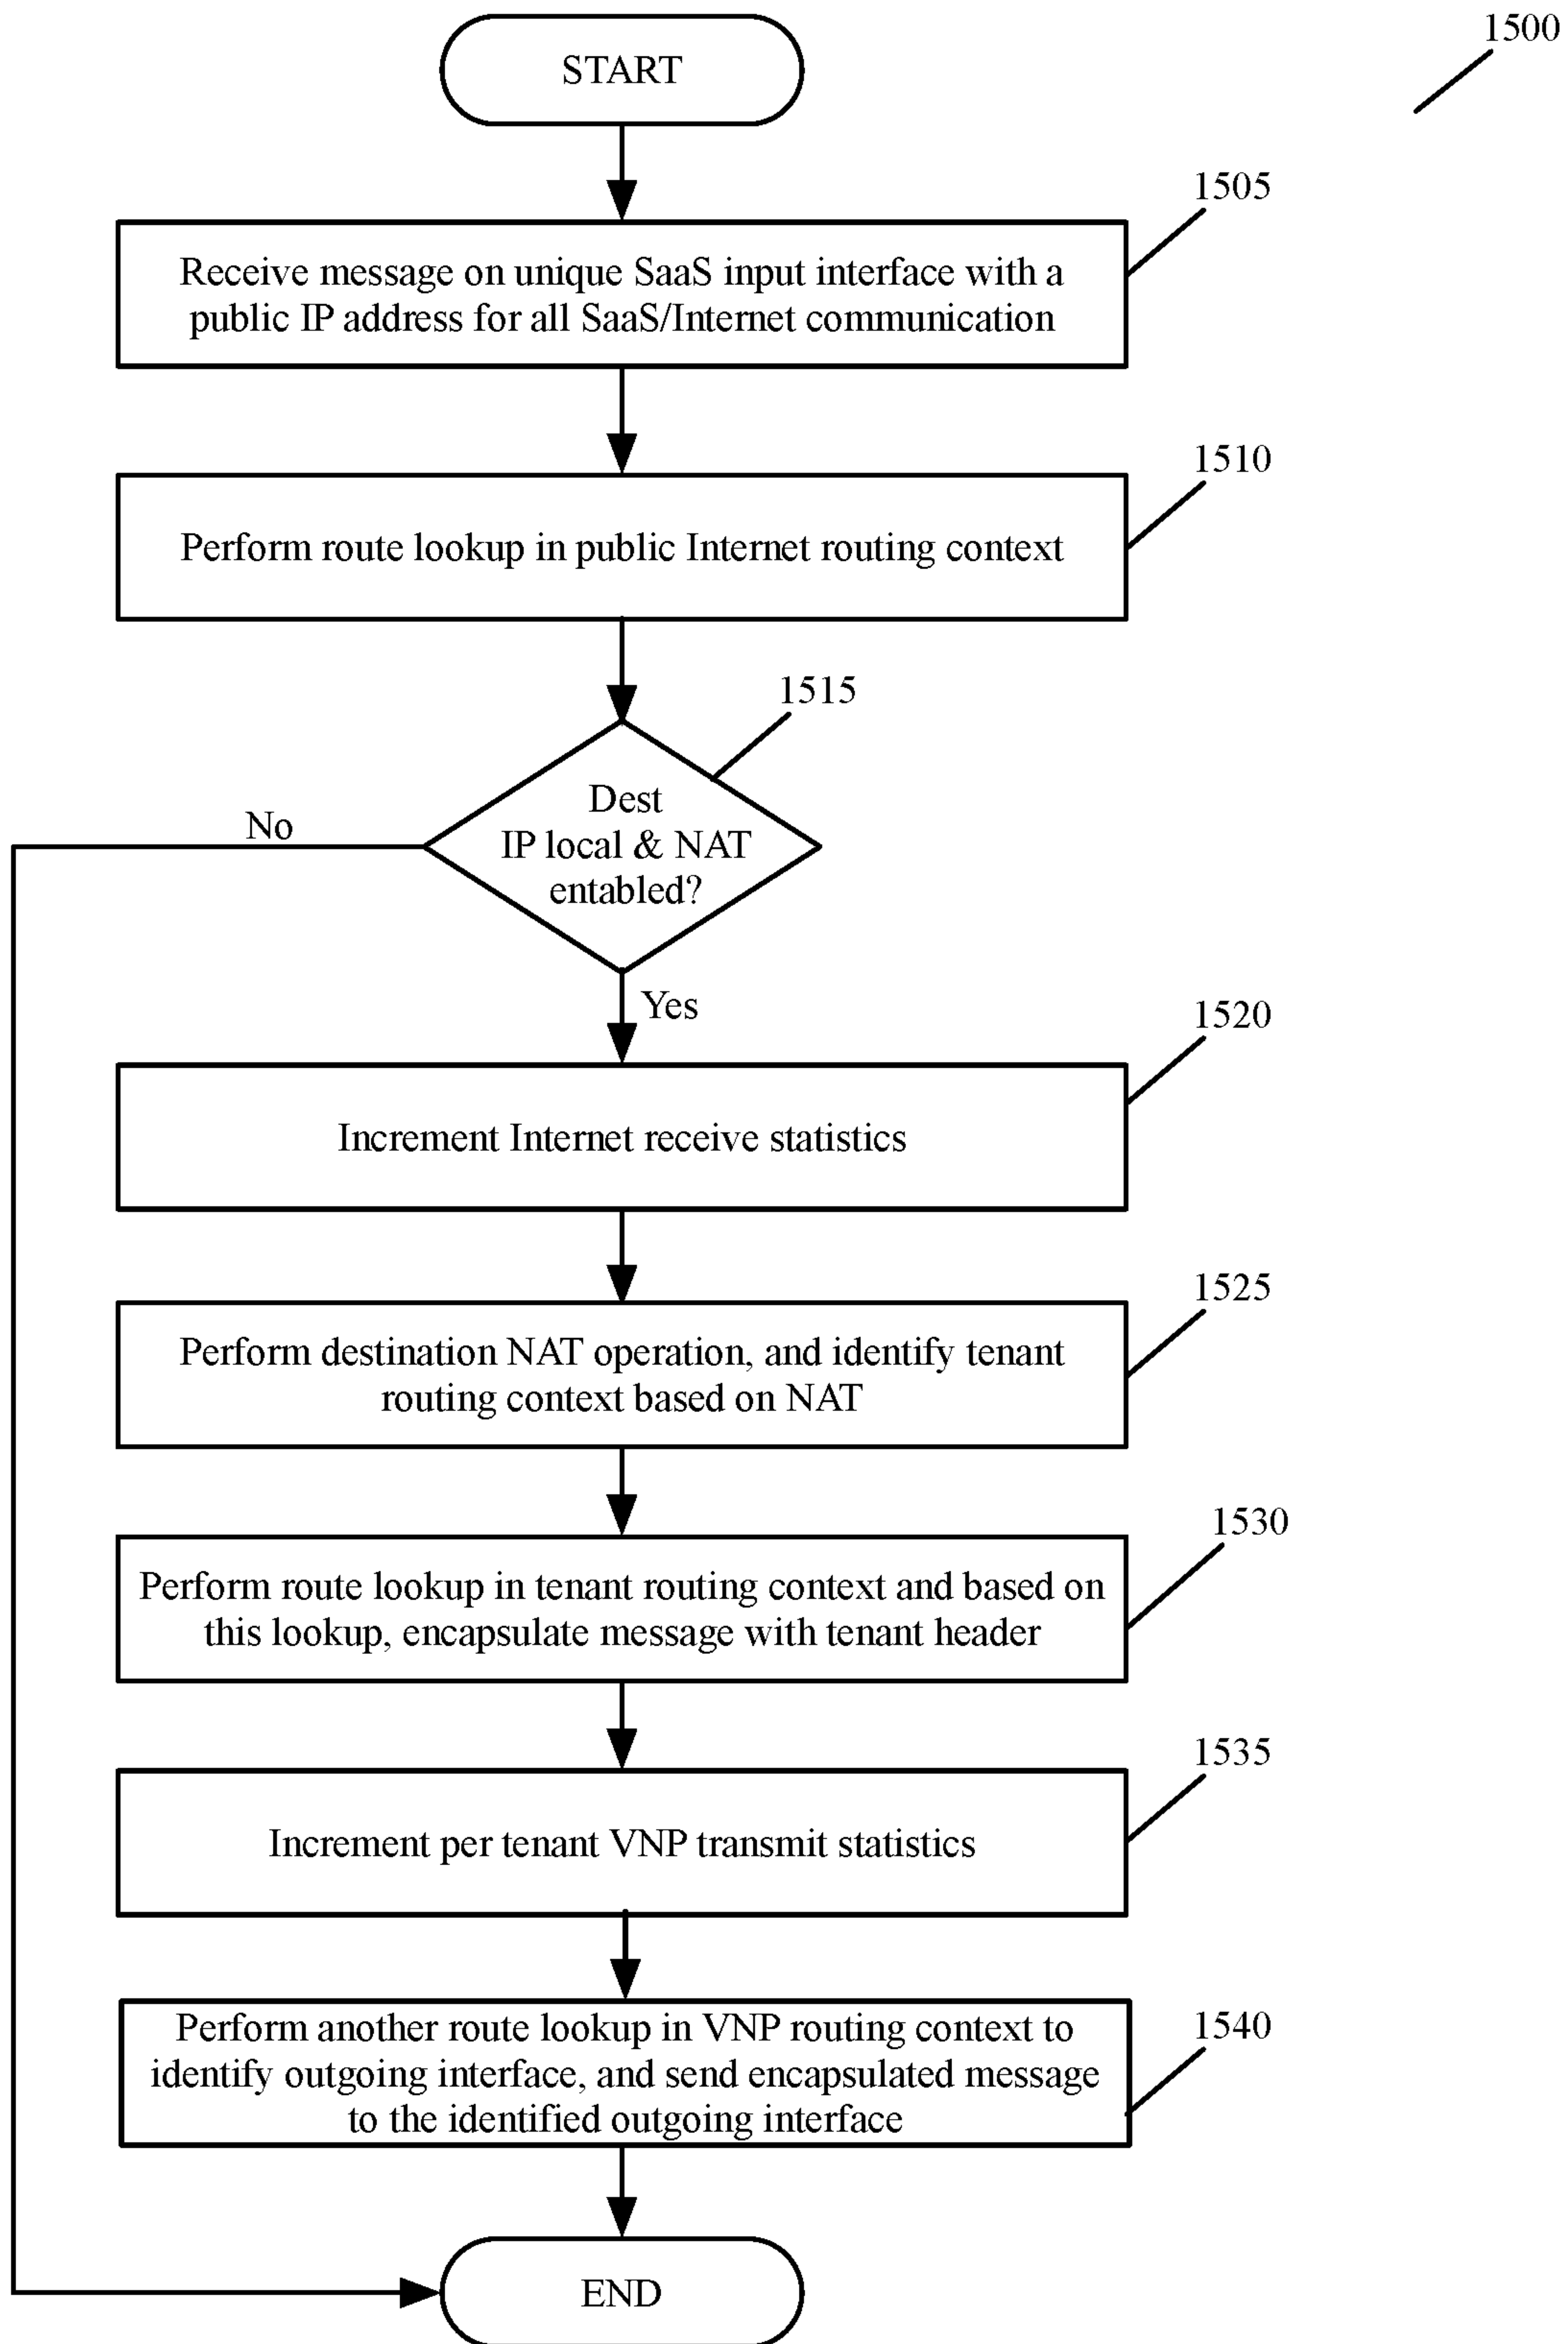 1500
START
1505
Receive message on unique SaaS input interface with a
public IP address for all SaaS/Internet communication
1510
Perform route lookup in public Internet routing context
1515
Dest
IP local & NAT
entabled?
No
Yes
1520
Increment Internet receive statistics
1525
Perform destination NAT operation, and identify tenant
routing context based on NAT
1530
Perform route lookup in tenant routing context and based on
this lookup, encapsulate message with tenant header
1535
Increment per tenant VNP transmit statistics
1540
Perform another route lookup in VNP routing context to
identify outgoing interface, and send encapsulated message
to the identified outgoing interface
END